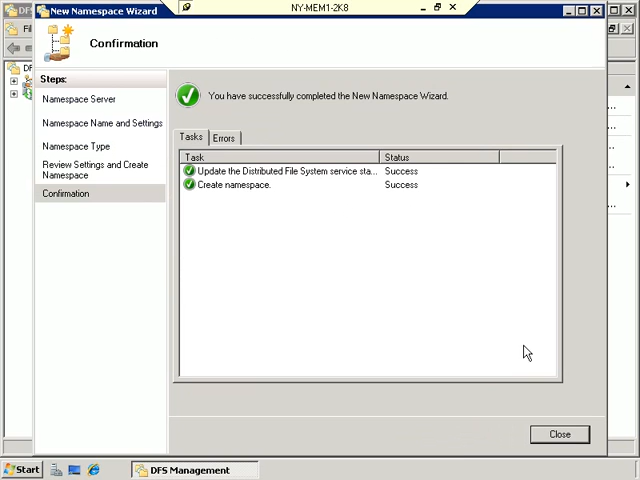 DFS
New Namespace Wizard
NY-MEM1-2K8
Confirmation
Steps:
Namespace Server
Namespace Name and Settings
Namespace Type
Review Settings and Create
Namespace
Confirmation
You have successfully completed the New Namespace Wizard.
Tasks
Errors
Task
Status
Update the Distributed File System service sta...
Success
Create namespace.
Success
Close
Start
DFS Management